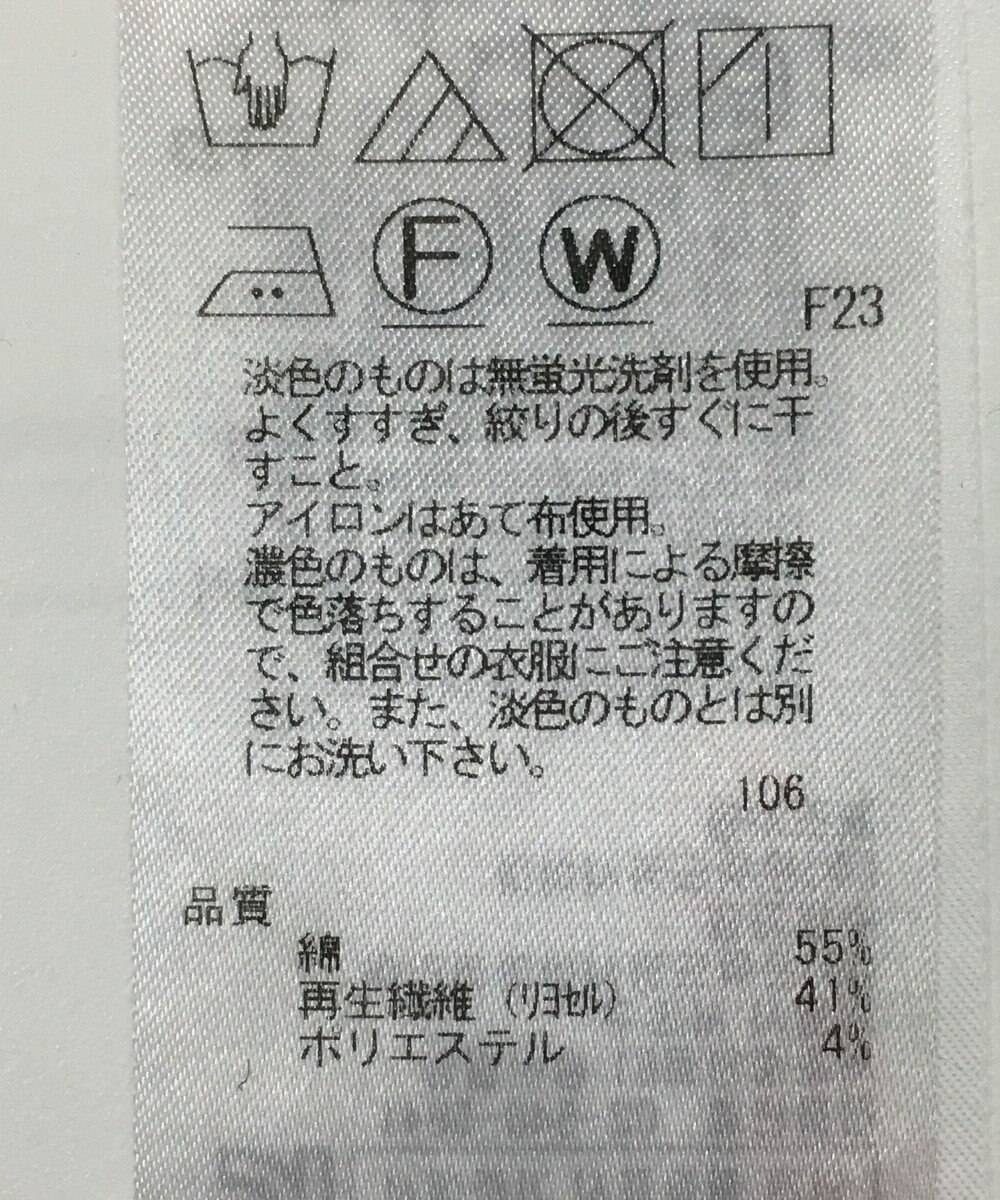 F W
F23
淡色のものは無蛍光洗剤を使用。
よくすすぎ、絞りの後すぐに干
すこと。
アイロンはあて布使用。
濃色のものは、着用による摩擦
で色落ちすることがありますの
で、組合せの衣服にご注意くだ
さい。また、淡色のものとは別
にお洗い下さい。
106
品質
綿 55%
再生繊維（リヨセル） 41%
ポリエステル 4%